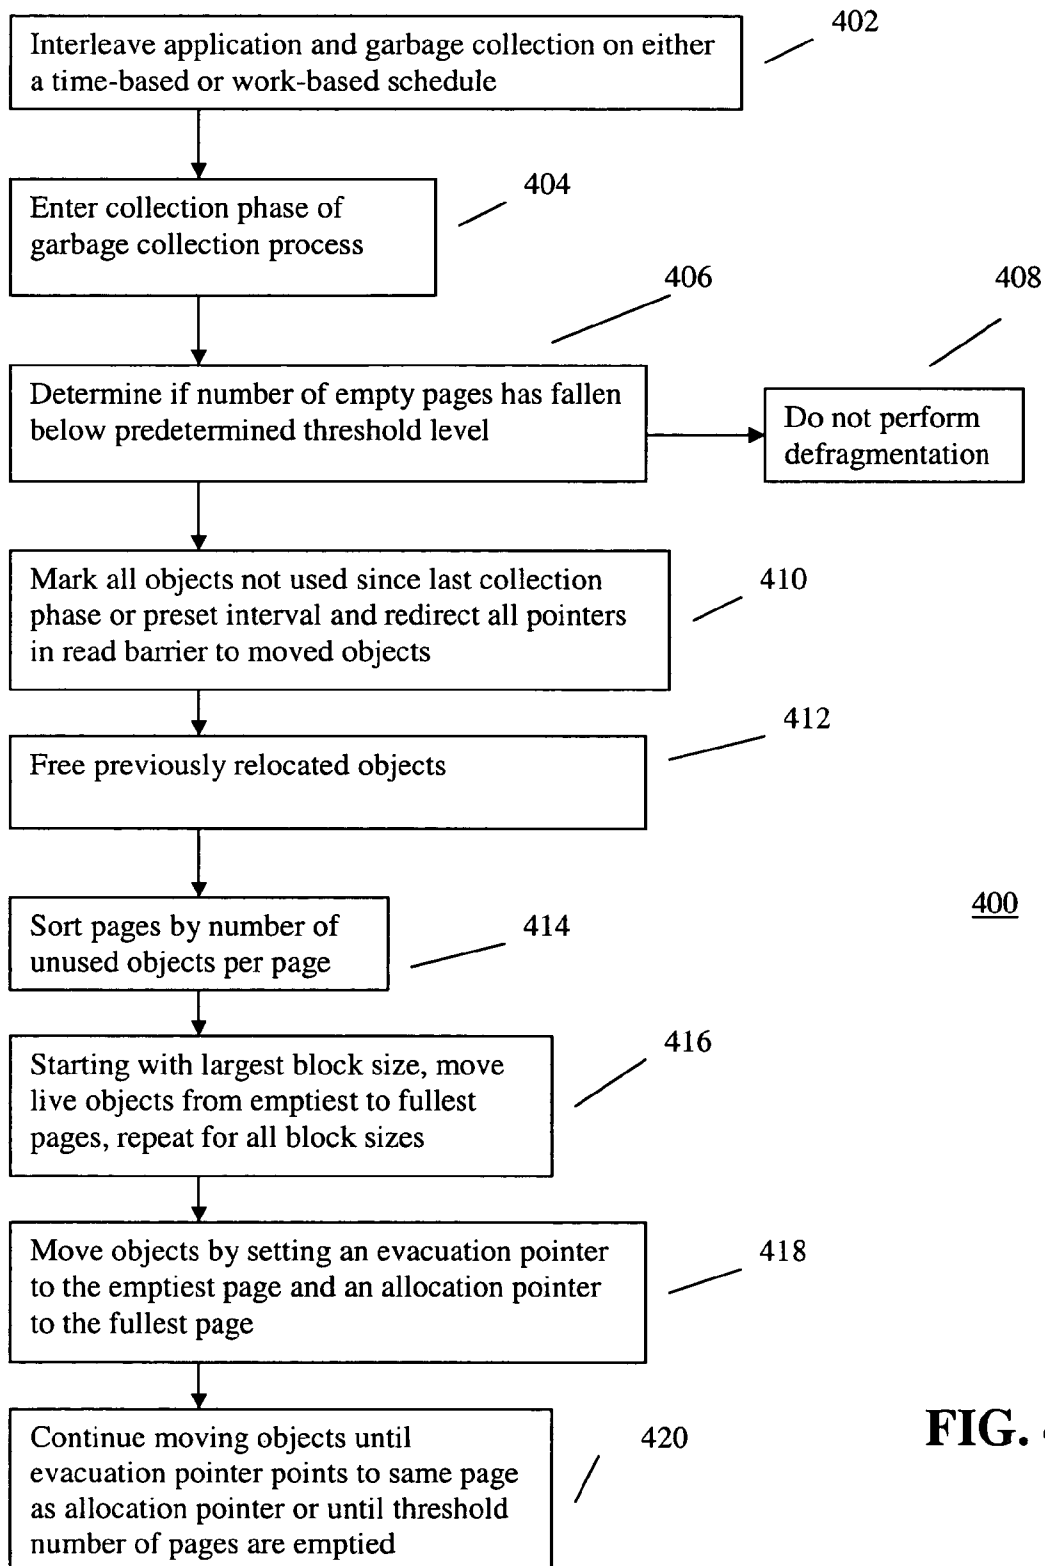 402
Interleave application and garbage collection on either
a time-based or work-based schedule
404
Enter collection phase of
garbage collection process
406
408
Determine if number of empty pages has fallen
below predetermined threshold level
Do not perform
defragmentation
410
Mark all objects not used since last collection
phase or preset interval and redirect all pointers
in read barrier to moved objects
412
Free previously relocated objects
400
414
Sort pages by number of
unused objects per page
416
Starting with largest block size, move
live objects from emptiest to fullest
pages, repeat for all block sizes
418
Move objects by setting an evacuation pointer
to the emptiest page and an allocation pointer
to the fullest page
420
FIG.
Continue moving objects until
evacuation pointer points to same page
as allocation pointer or until threshold
number of pages are emptied